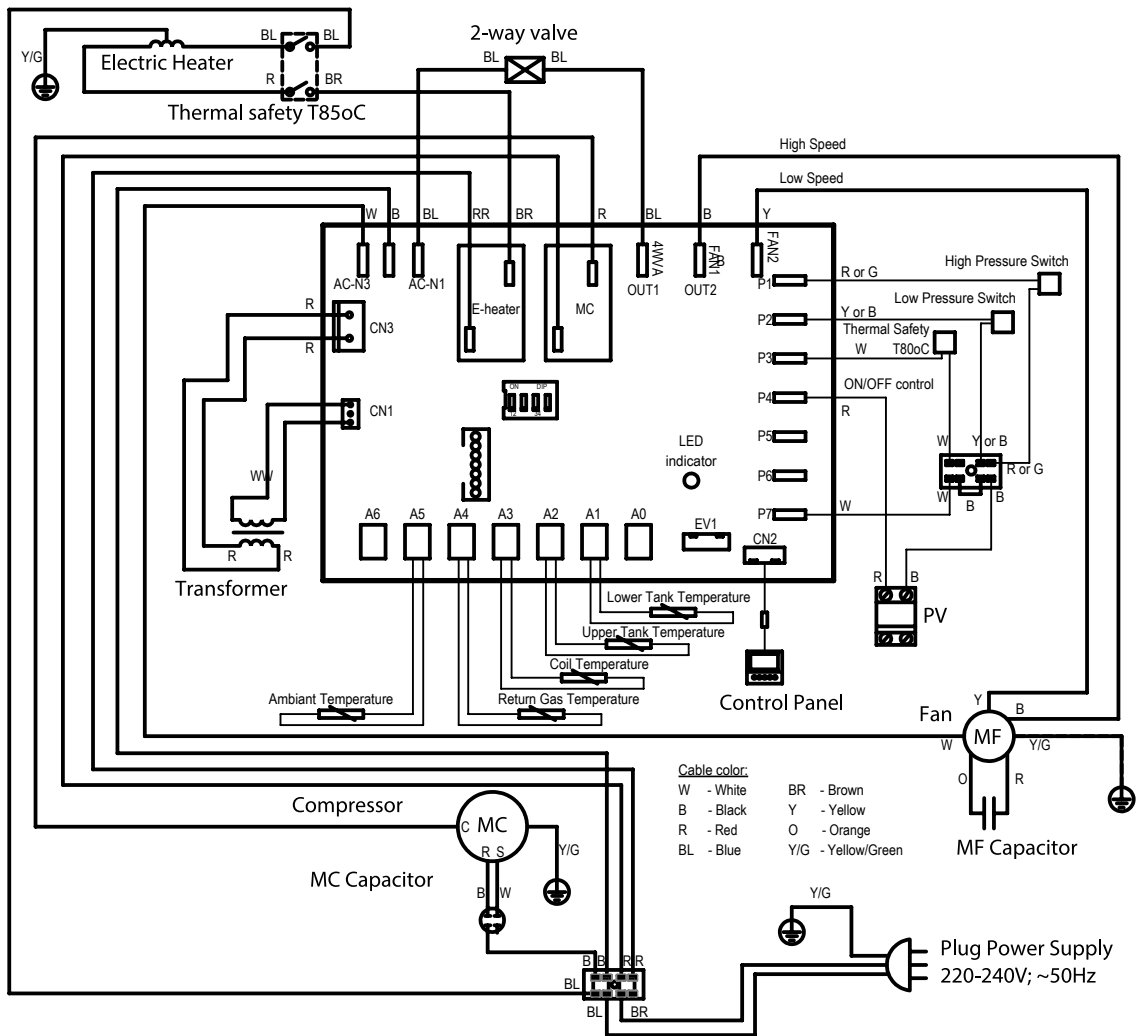 2-way valve
BL BL
Y/G
Electric Heater
BL BL
R BR
Thermal safety T85oC
High Speed
Low Speed
W B BL RR BR R BL B Y
AC-N3 AC-N1 E-heater MC
4WVA
OUT1
FAN1
B
OUT2
FAN2
P1
R or G
High Pressure Switch
Low Pressure Switch
P2
Y or B
Thermal Safety
P3
W
T80oC
P4
ON/OFF control
R
P5
P6
P7
W
W
Y or B
R or G
W
B
B
R
R
CN3
CN1
ON DIP
12 34
LED
indicator
WW
R R
Transformer
A6 A5 A4 A3 A2 A1 A0
EV1
CN2
R B
PV
Lower Tank Temperature
Upper Tank Temperature
Coil Temperature
Ambiant Temperature
Return Gas Temperature
Control Panel
Fan
Y
B
W
MF
Y/G
O R
MF Capacitor
Cable color:
W - White
B - Black
R - Red
BL - Blue
BR - Brown
Y - Yellow
O - Orange
Y/G - Yellow/Green
Compressor
C MC
R S
Y/G
MC Capacitor
B W
B B R R
BL
BL BR
Y/G
Plug Power Supply
220-240V; ~50Hz